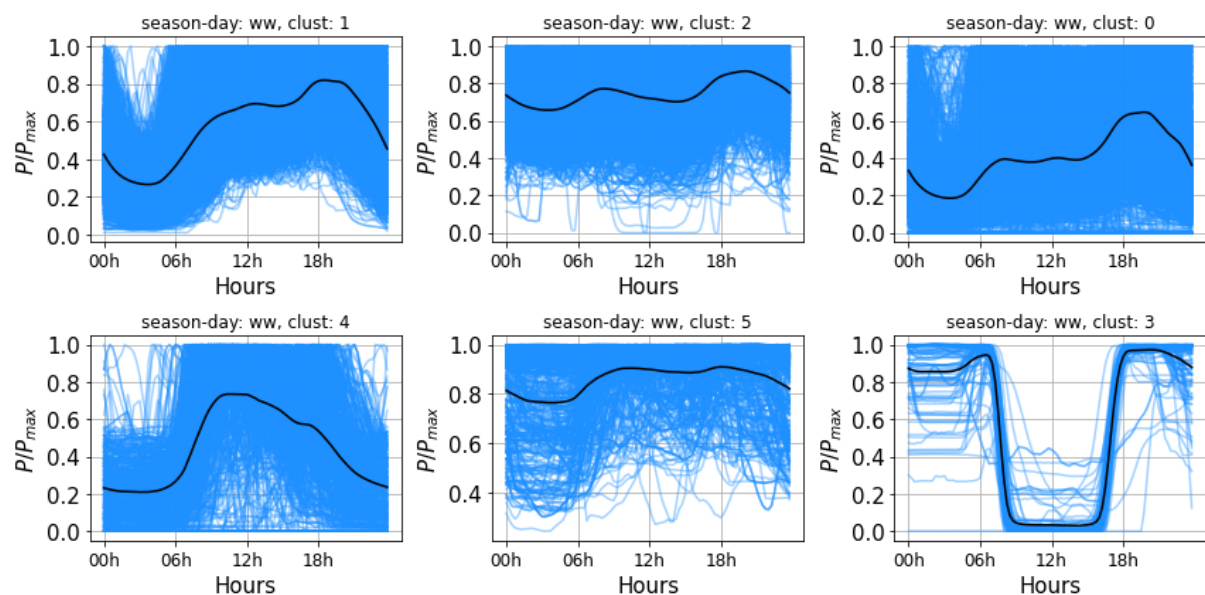 season-day: ww, clust: 1
season-day: ww, clust: 2
season-day: ww, clust: 0
P/Pmax
1.0
0.8
0.6
0.4
0.2
0.0
00h 06h 12h 18h
Hours
P/Pmax
1.0
0.8
0.6
0.4
0.2
0.0
00h 06h 12h 18h
Hours
P/Pmax
1.0
0.8
0.6
0.4
0.2
0.0
00h 06h 12h 18h
Hours
season-day: ww, clust: 4
season-day: ww, clust: 5
season-day: ww, clust: 3
P/Pmax
1.0
0.8
0.6
0.4
0.2
0.0
00h 06h 12h 18h
Hours
P/Pmax
1.0
0.8
0.6
0.4
00h 06h 12h 18h
Hours
P/Pmax
1.0
0.8
0.6
0.4
0.2
0.0
00h 06h 12h 18h
Hours